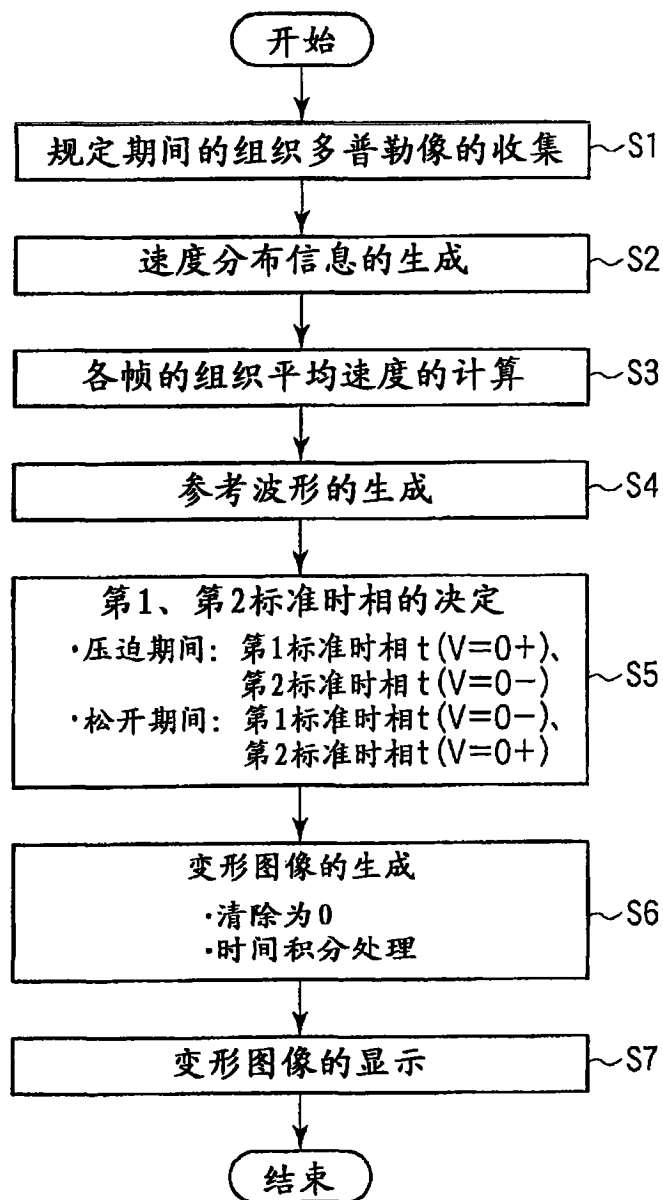 开始
规定期间的组织多普勒像的收集 S1
速度分布信息的生成 S2
各帧的组织平均速度的计算 S3
参考波形的生成 S4
第1、第2标准时相的决定
·压迫期间: 第1标准时相t(V=0+)、
第2标准时相t(V=0-) S5
·松开期间: 第1标准时相t(V=0-)、
第2标准时相t(V=0+)
变形图像的生成
·清除为0 S6
·时间积分处理
变形图像的显示 S7
结束